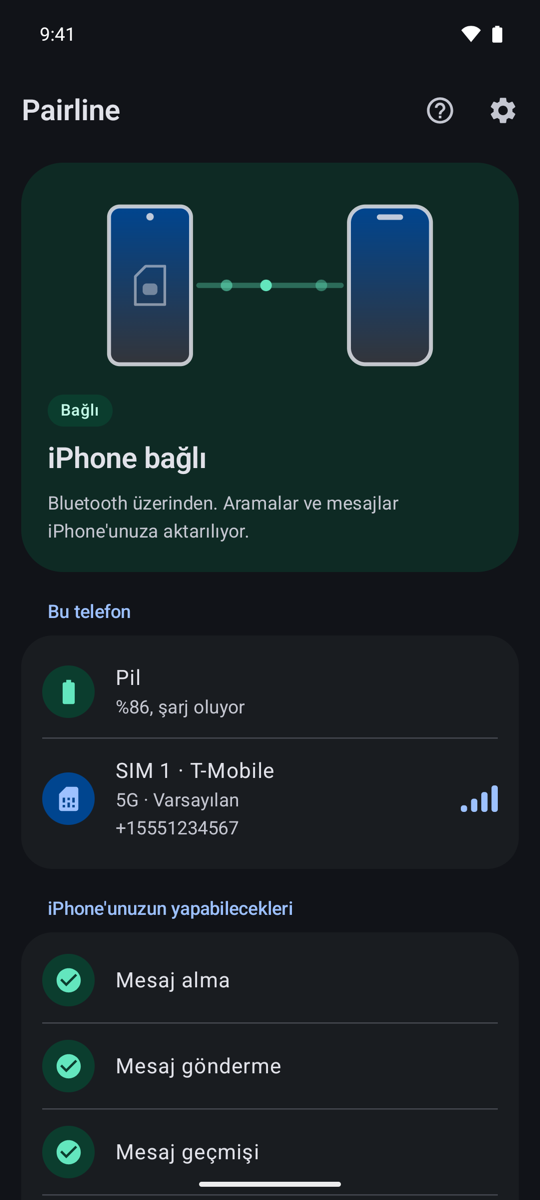 9:41
Pairline
Bağlı
iPhone bağlı
Bluetooth üzerinden. Aramalar ve mesajlar
iPhone'unuza aktarılıyor.
Bu telefon
Pil
%86, şarj oluyor
SIM 1 · T-Mobile
5G · Varsayılan
+15551234567
iPhone'unuzun yapabilecekleri
Mesaj alma
Mesaj gönderme
Mesaj geçmişi